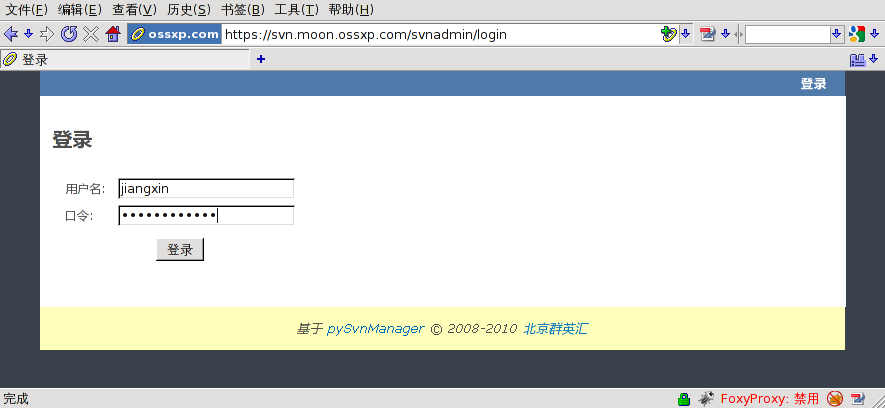 文件(F) 编辑(E) 查看(V) 历史(S) 书签(B) 工具(T) 帮助(H)
ossxp.com https://svn.moon.ossxp.com/svnadmin/login
登录
登录
登录
用户名: jiangxin
口令: ••••••••••••
登录
基于 pySvnManager © 2008-2010 北京群英汇
完成 FoxyProxy: 禁用